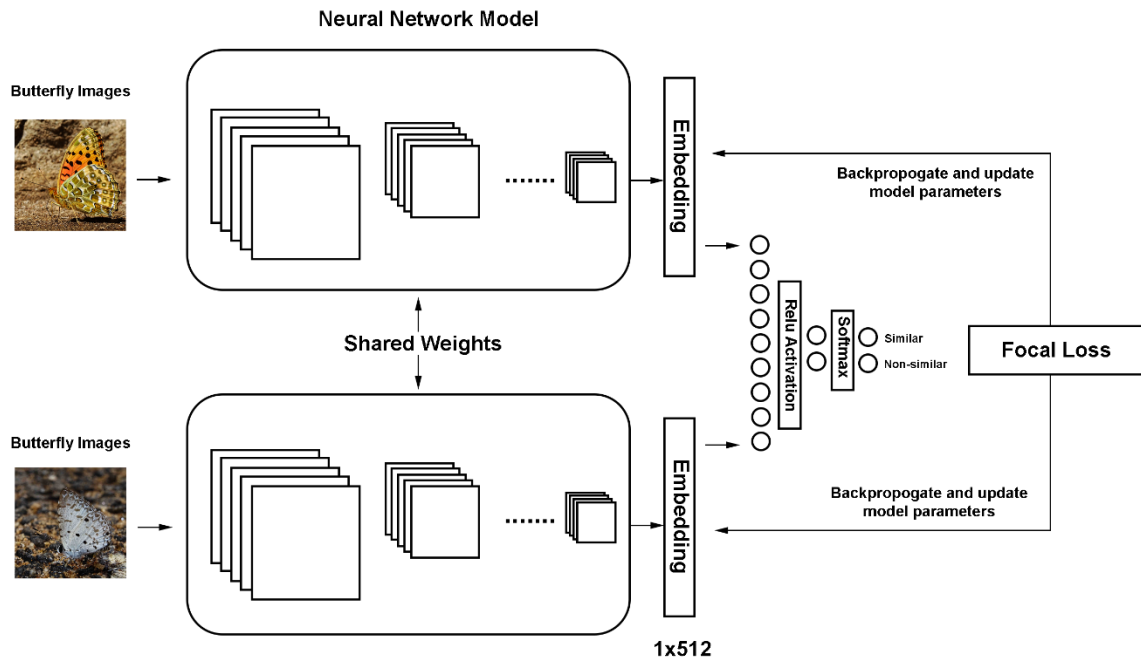 Neural Network Model
Butterfly Images
Embedding
Backpropogate and update
model parameters
Relu Activation
Softmax
Similar
Non-similar
Focal Loss
Shared Weights
Butterfly Images
Embedding
Backpropogate and update
model parameters
1x512